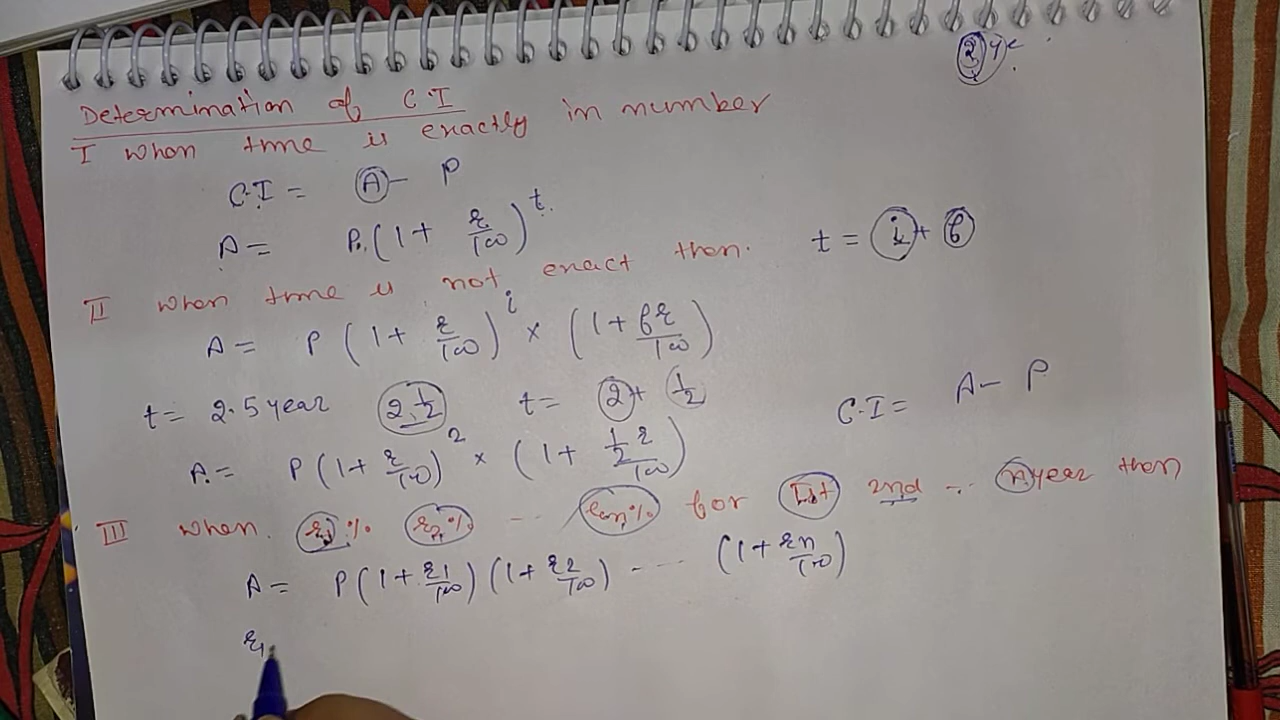 2 yr
Determination of C.I
I when time is exactly in number
C.I = A - P
A = P(1 + r/100)^t
t = i + f
II when time is not exact then.
A = P(1 + r/100)^i × (1 + fr/100)
t = 2.5 year 2 1/2 t = 2 + 1/2
C.I = A - P
A = P(1 + r/100)^2 × (1 + 1/2 r/100)
III when r1% r2% ... rn% for Ist 2nd ... n year then
A = P(1 + r1/100)(1 + r2/100) ---- (1 + rn/100)
r1